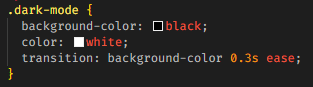 .dark-mode {
  background-color: black;
  color: white;
  transition: background-color 0.3s ease;
}